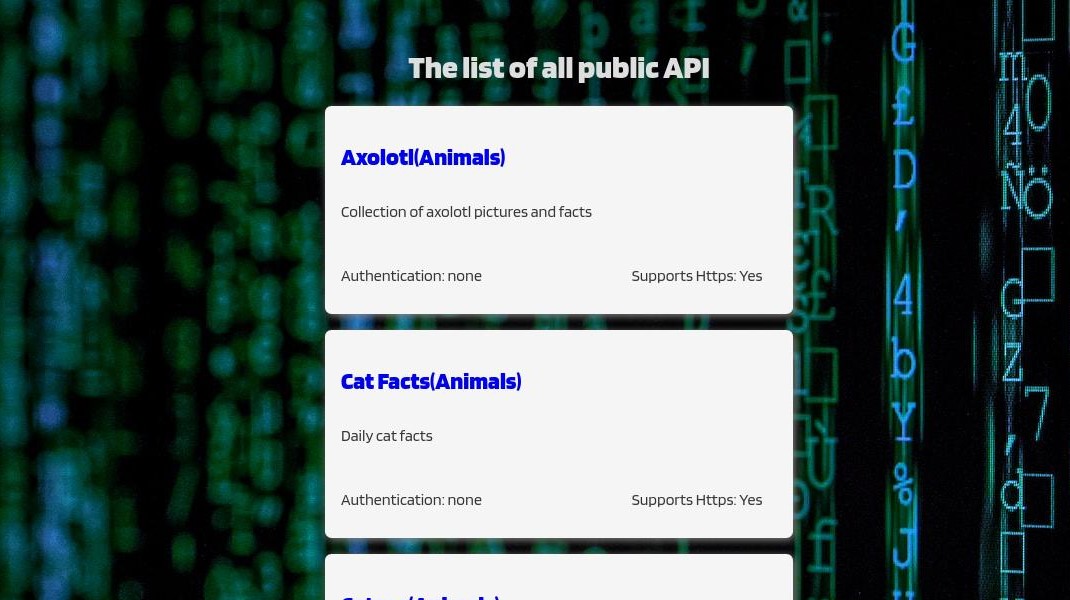 The list of all public API
Axolotl(Animals)
Collection of axolotl pictures and facts
Authentication: none
Supports Https: Yes
Cat Facts(Animals)
Daily cat facts
Authentication: none
Supports Https: Yes